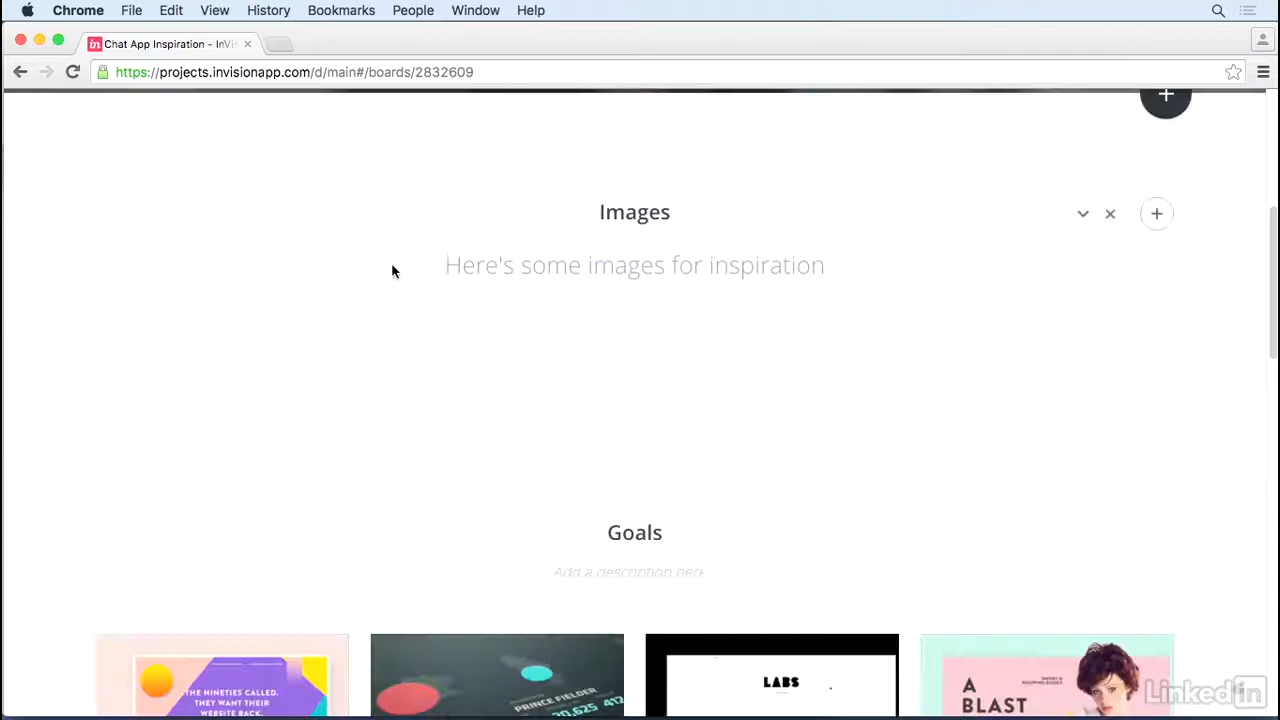 Chrome File Edit View History Bookmarks People Window Help
in Chat App Inspiration - InVis
https://projects.invisionapp.com/d/main#/boards/2832609
Images
Here's some images for inspiration
Goals
Add a description here
THE NINETIES CALLED.
THEY WANT THEIR
WEBSITE BACK.
PRINCE FIELDER
LABS
A
BLAST
LinkedIn